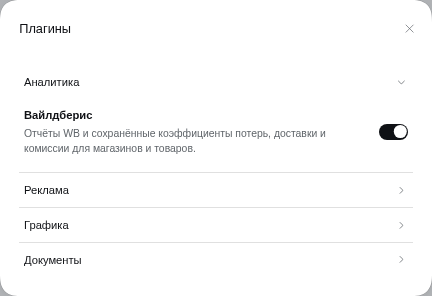 Плагины
Аналитика
Вайлдберис
Отчёты WB и сохранённые коэффициенты потерь, доставки и
комиссии для магазинов и товаров.
Реклама
Графика
Документы